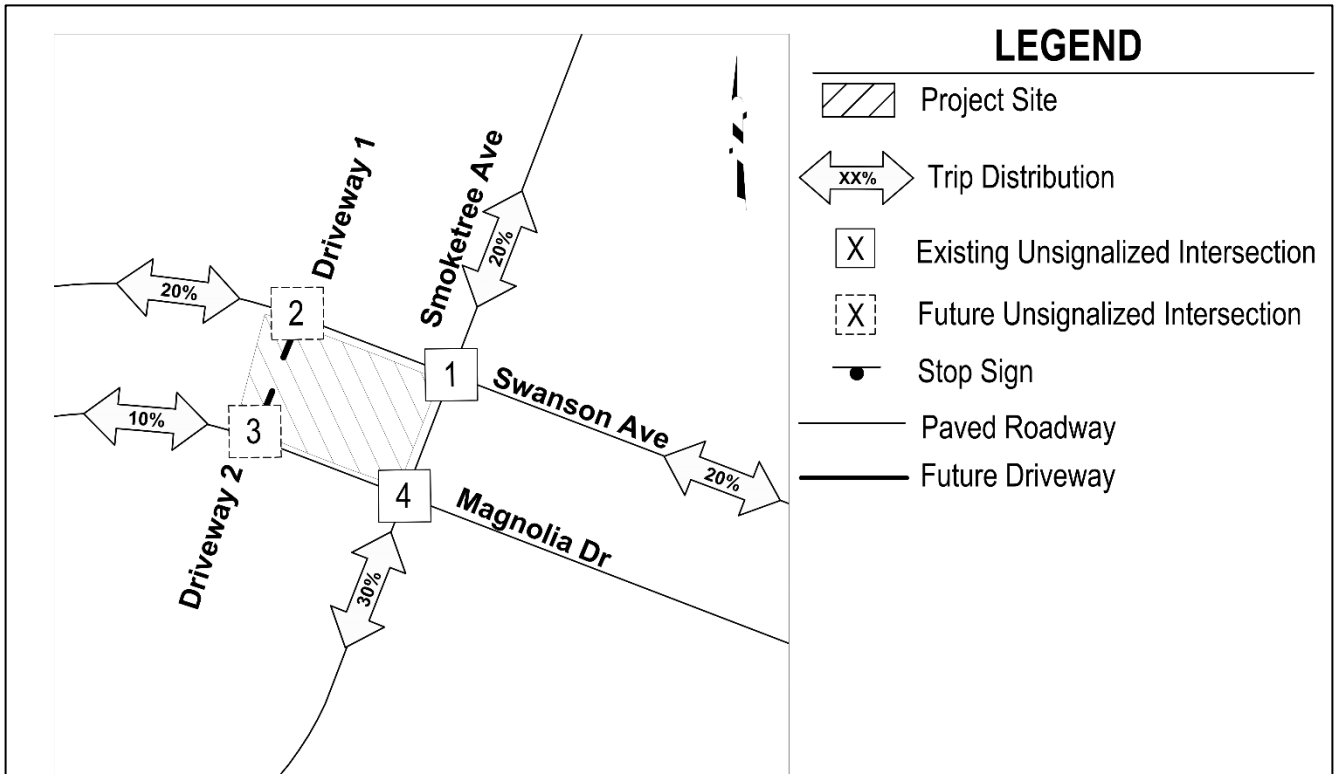 LEGEND
Project Site
XX%
Trip Distribution
X
Existing Unsignalized Intersection
X
Future Unsignalized Intersection
Stop Sign
Paved Roadway
Future Driveway
Driveway 1
Smoketree Ave
20%
20%
2
1
Swanson Ave
20%
10%
3
Driveway 2
4
Magnolia Dr
30%